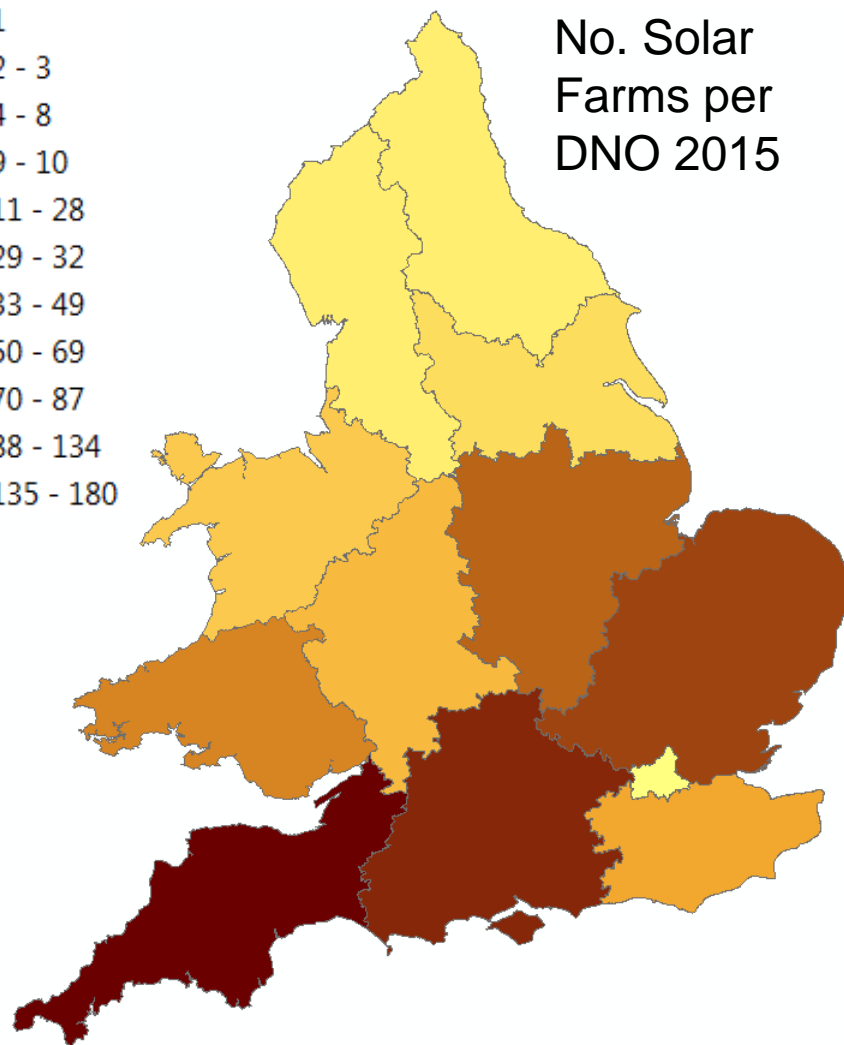 No. Solar
Farms per
DNO 2015
1
2 - 3
4 - 8
9 - 10
11 - 28
29 - 32
33 - 49
50 - 69
70 - 87
88 - 134
135 - 180